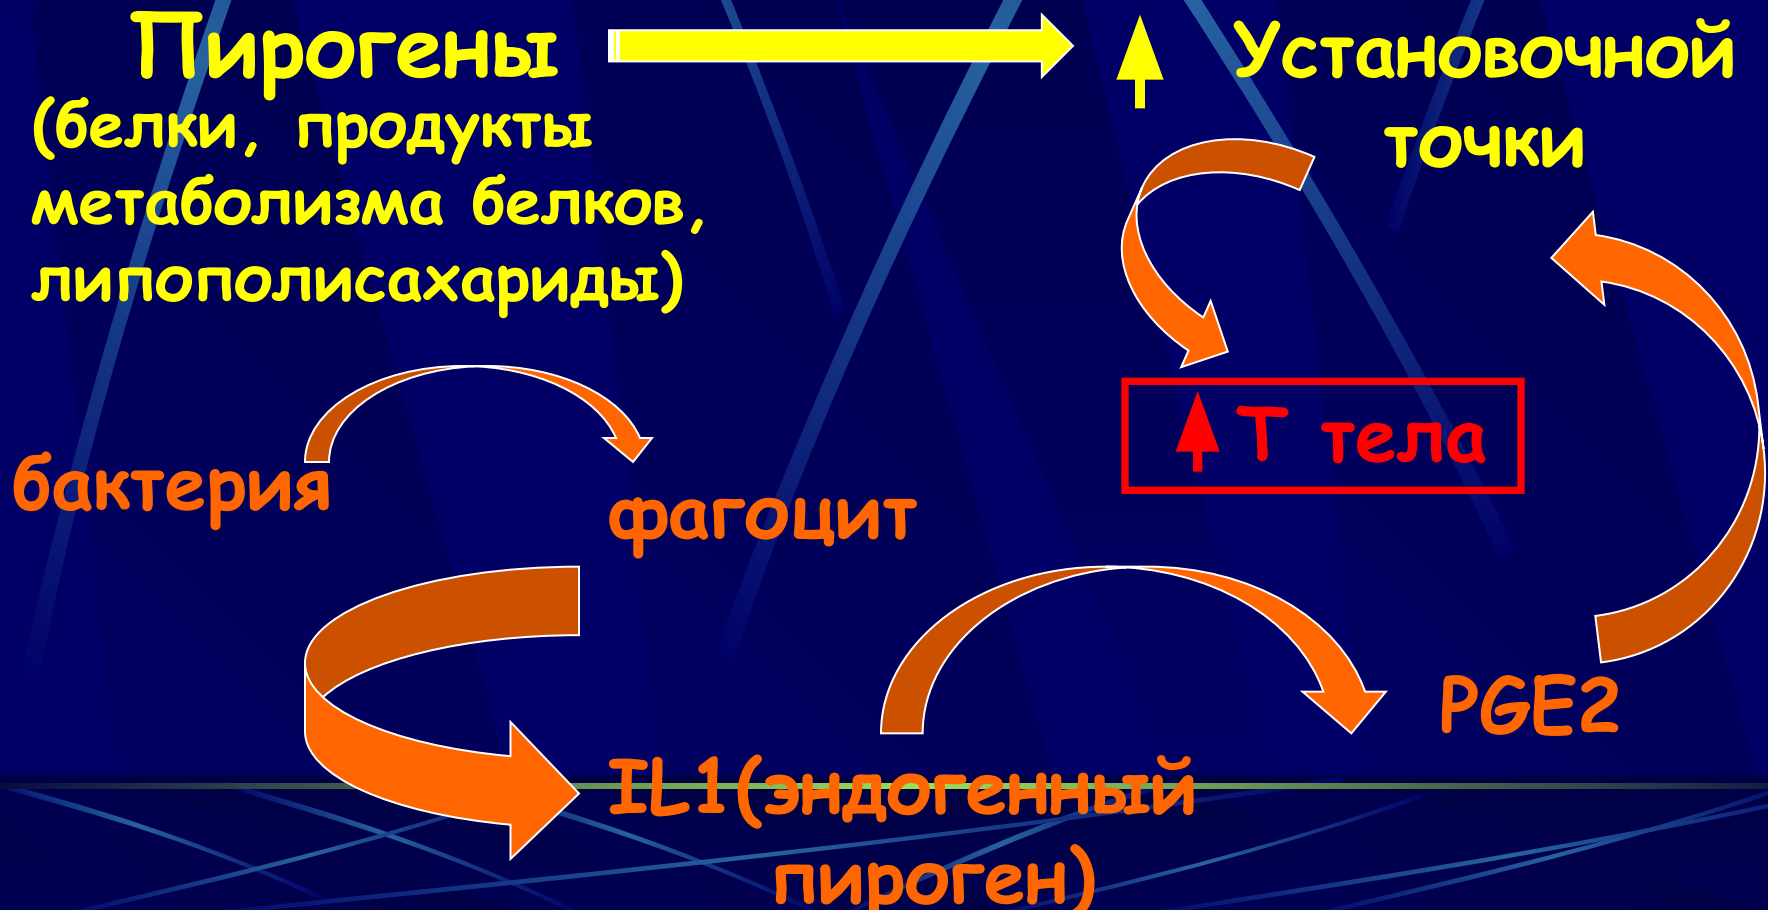 Пирогены
(белки, продукты
метаболизма белков,
липополисахариды)
Установочной
точки
Т тела
бактерия
фагоцит
PGE2
IL1(эндогенный
пироген)